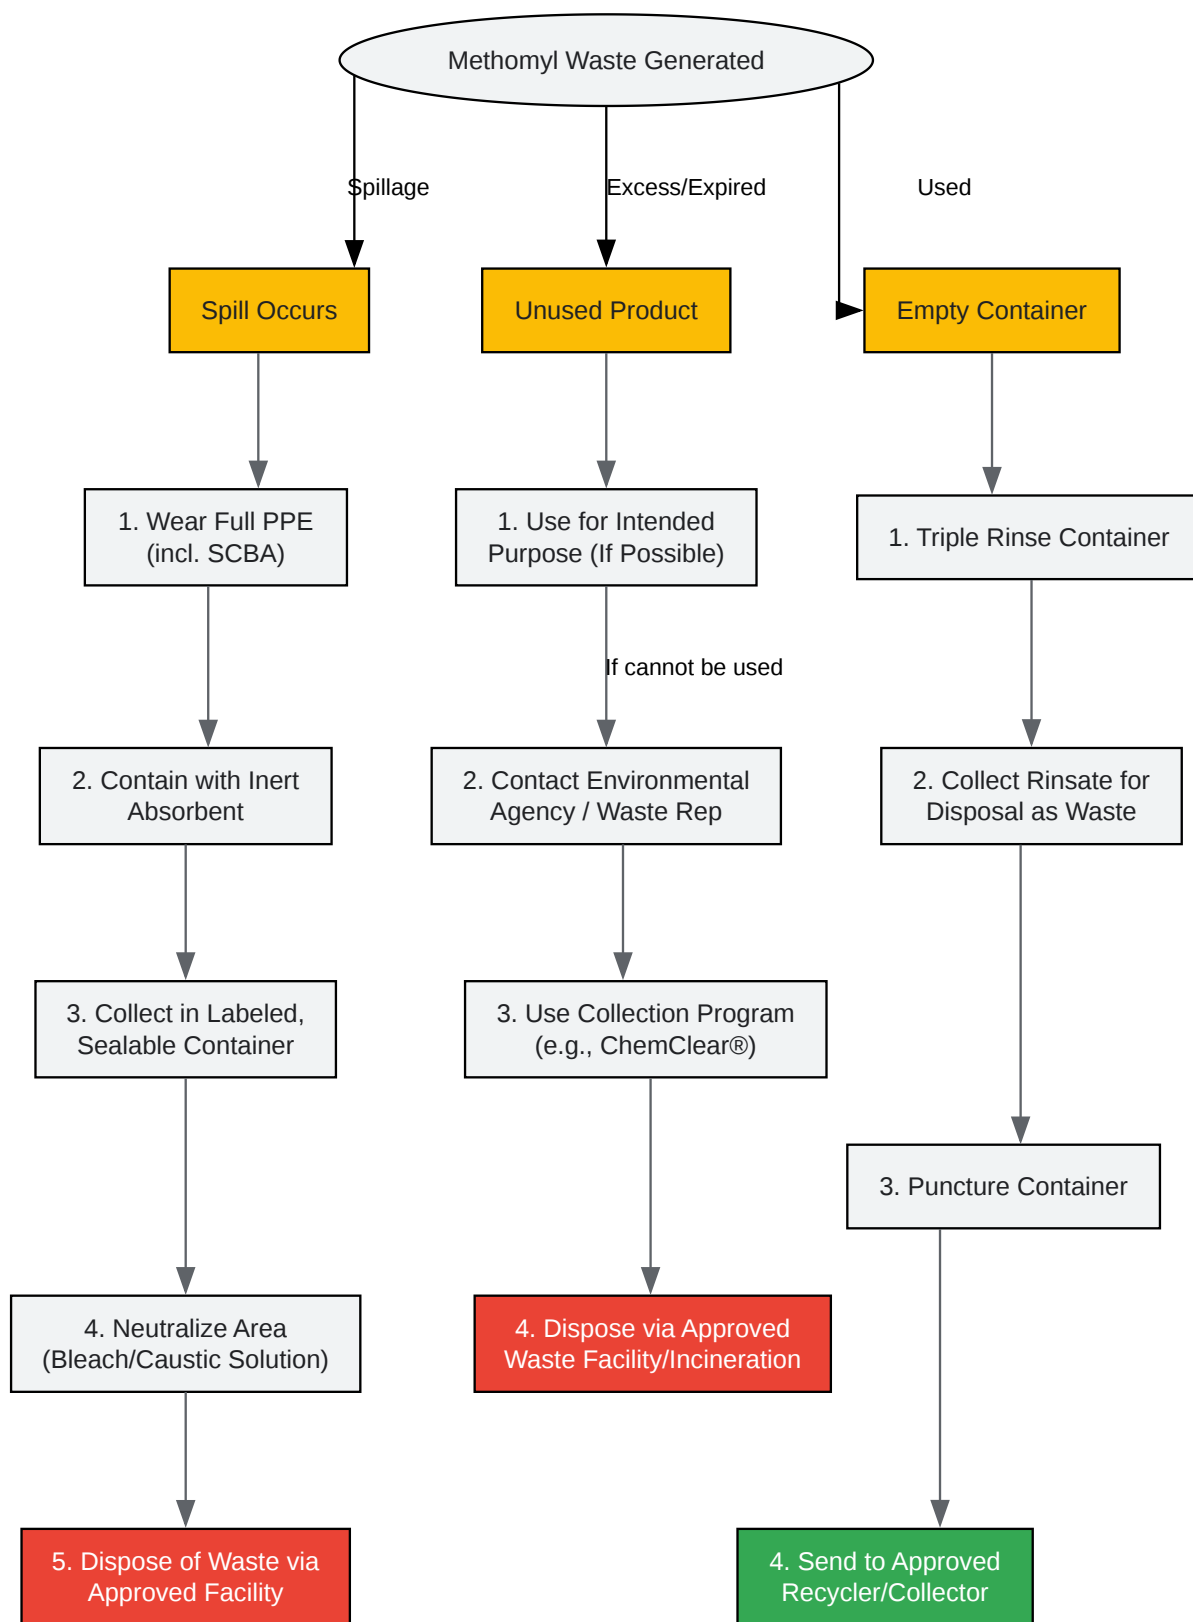 Methomyl Waste Generated
Spillage
Excess/Expired
Used
Spill Occurs
Unused Product
Empty Container
1. Wear Full PPE
(incl. SCBA)
1. Use for Intended
Purpose (If Possible)
1. Triple Rinse Container
If cannot be used
2. Contain with Inert
Absorbent
2. Contact Environmental
Agency / Waste Rep
2. Collect Rinsate for
Disposal as Waste
3. Collect in Labeled,
Sealable Container
3. Use Collection Program
(e.g., ChemClear®)
3. Puncture Container
4. Neutralize Area
(Bleach/Caustic Solution)
4. Dispose via Approved
Waste Facility/Incineration
5. Dispose of Waste via
Approved Facility
4. Send to Approved
Recycler/Collector